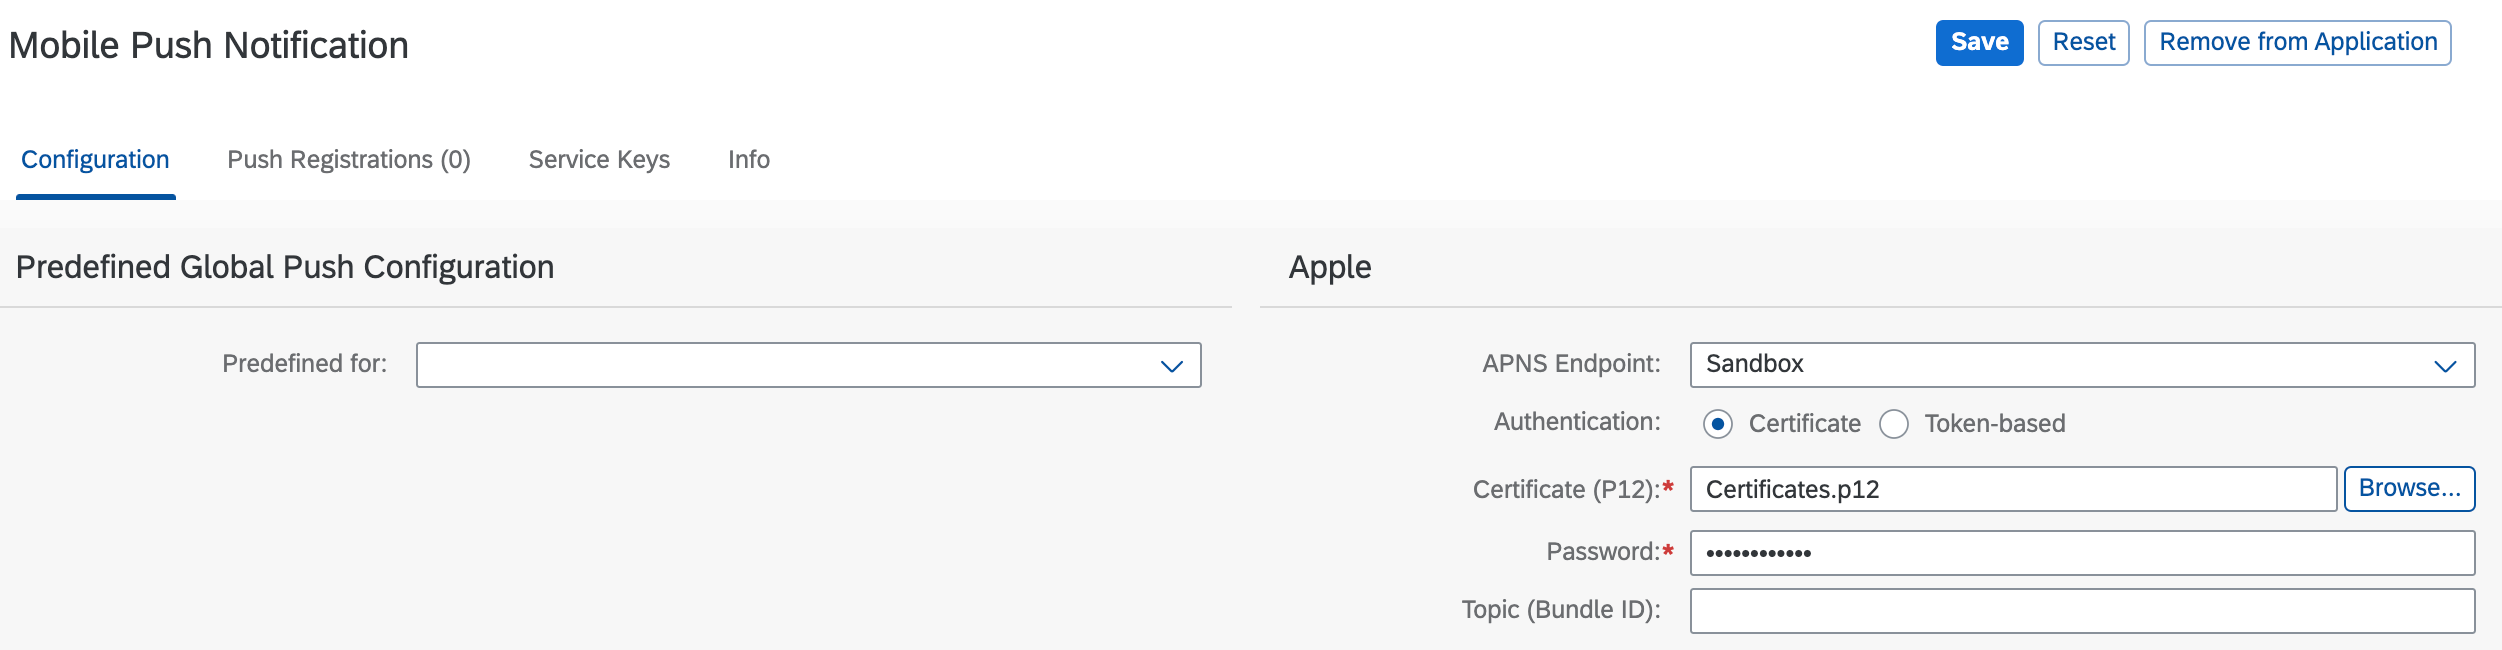 Mobile Push Notification
Save Reset Remove from Application
Configuration Push Registrations (0) Service Keys Info
Predefined Global Push Configuration
Predefined for:
Apple
APNS Endpoint: Sandbox
Authentication: Certificate Token-based
Certificate (P12):* Certificates.p12 Browse...
Password:* ••••••••••••
Topic (Bundle ID):